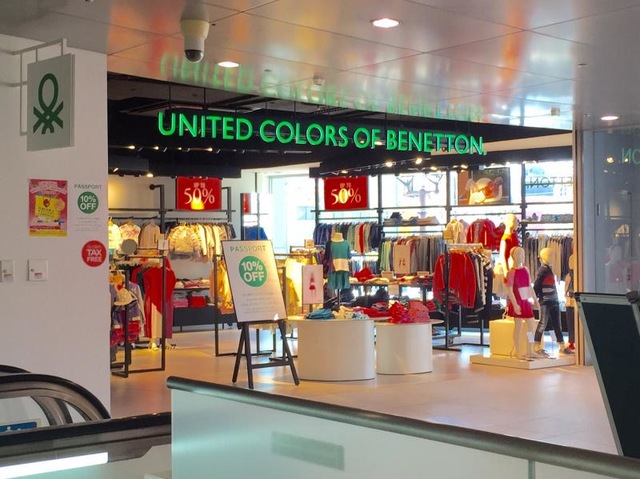 UNITED COLORS OF BENETTON.
UP TO
50%
UP TO
50%
PASSPORT
10%
OFF
TAX
FREE
PASSPORT
10%
OFF